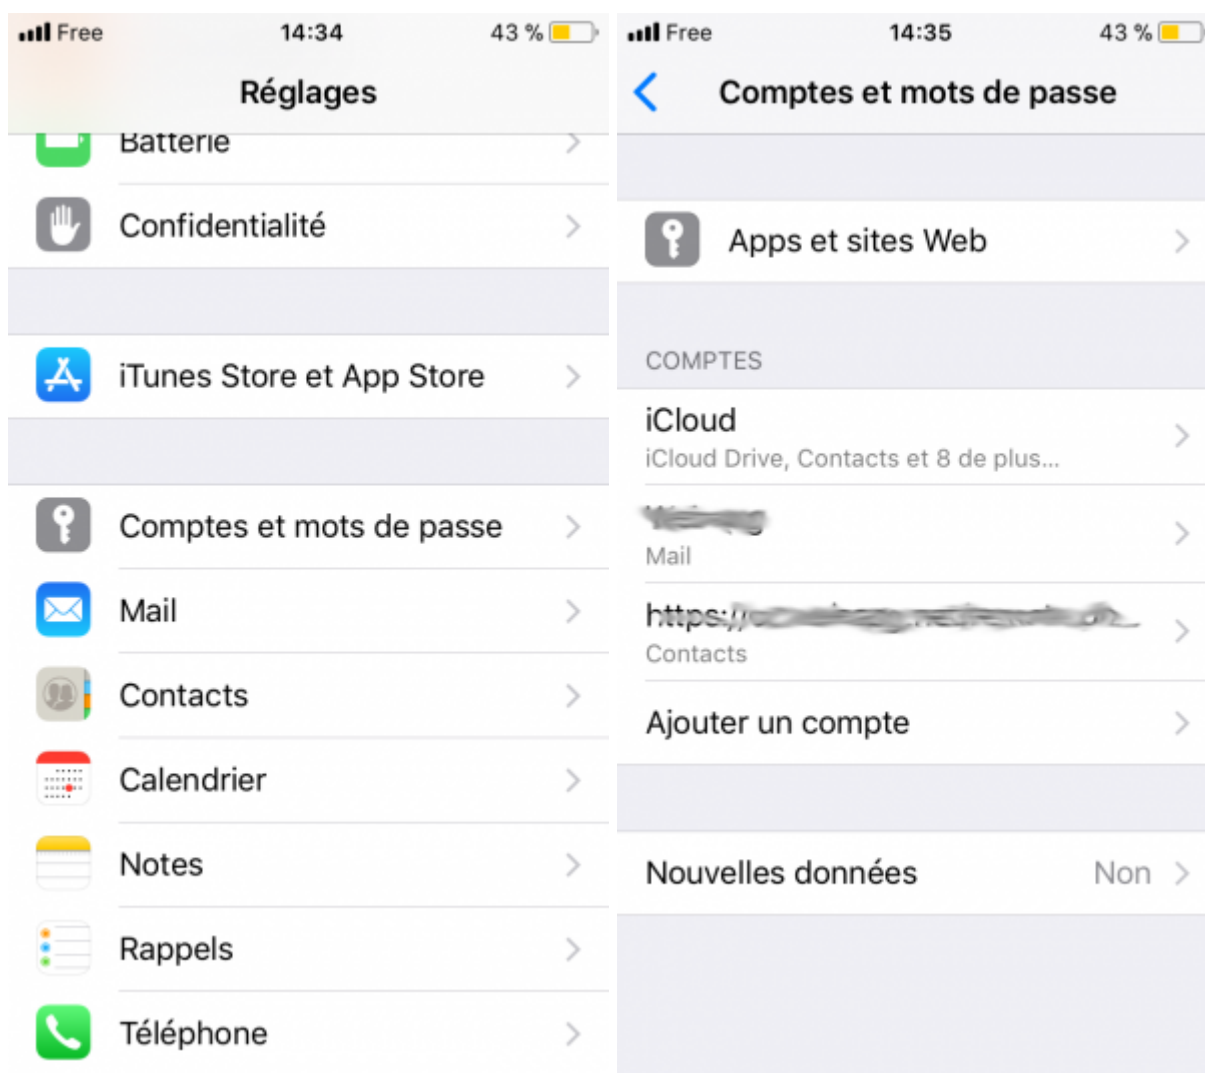 Free 14:34 43 %
Réglages
Batterie
Confidentialité
iTunes Store et App Store
Comptes et mots de passe
Mail
Contacts
Calendrier
Notes
Rappels
Téléphone
Free 14:35 43 %
Comptes et mots de passe
Apps et sites Web
COMPTES
iCloud
iCloud Drive, Contacts et 8 de plus...
Mail
https://
Contacts
Ajouter un compte
Nouvelles données Non